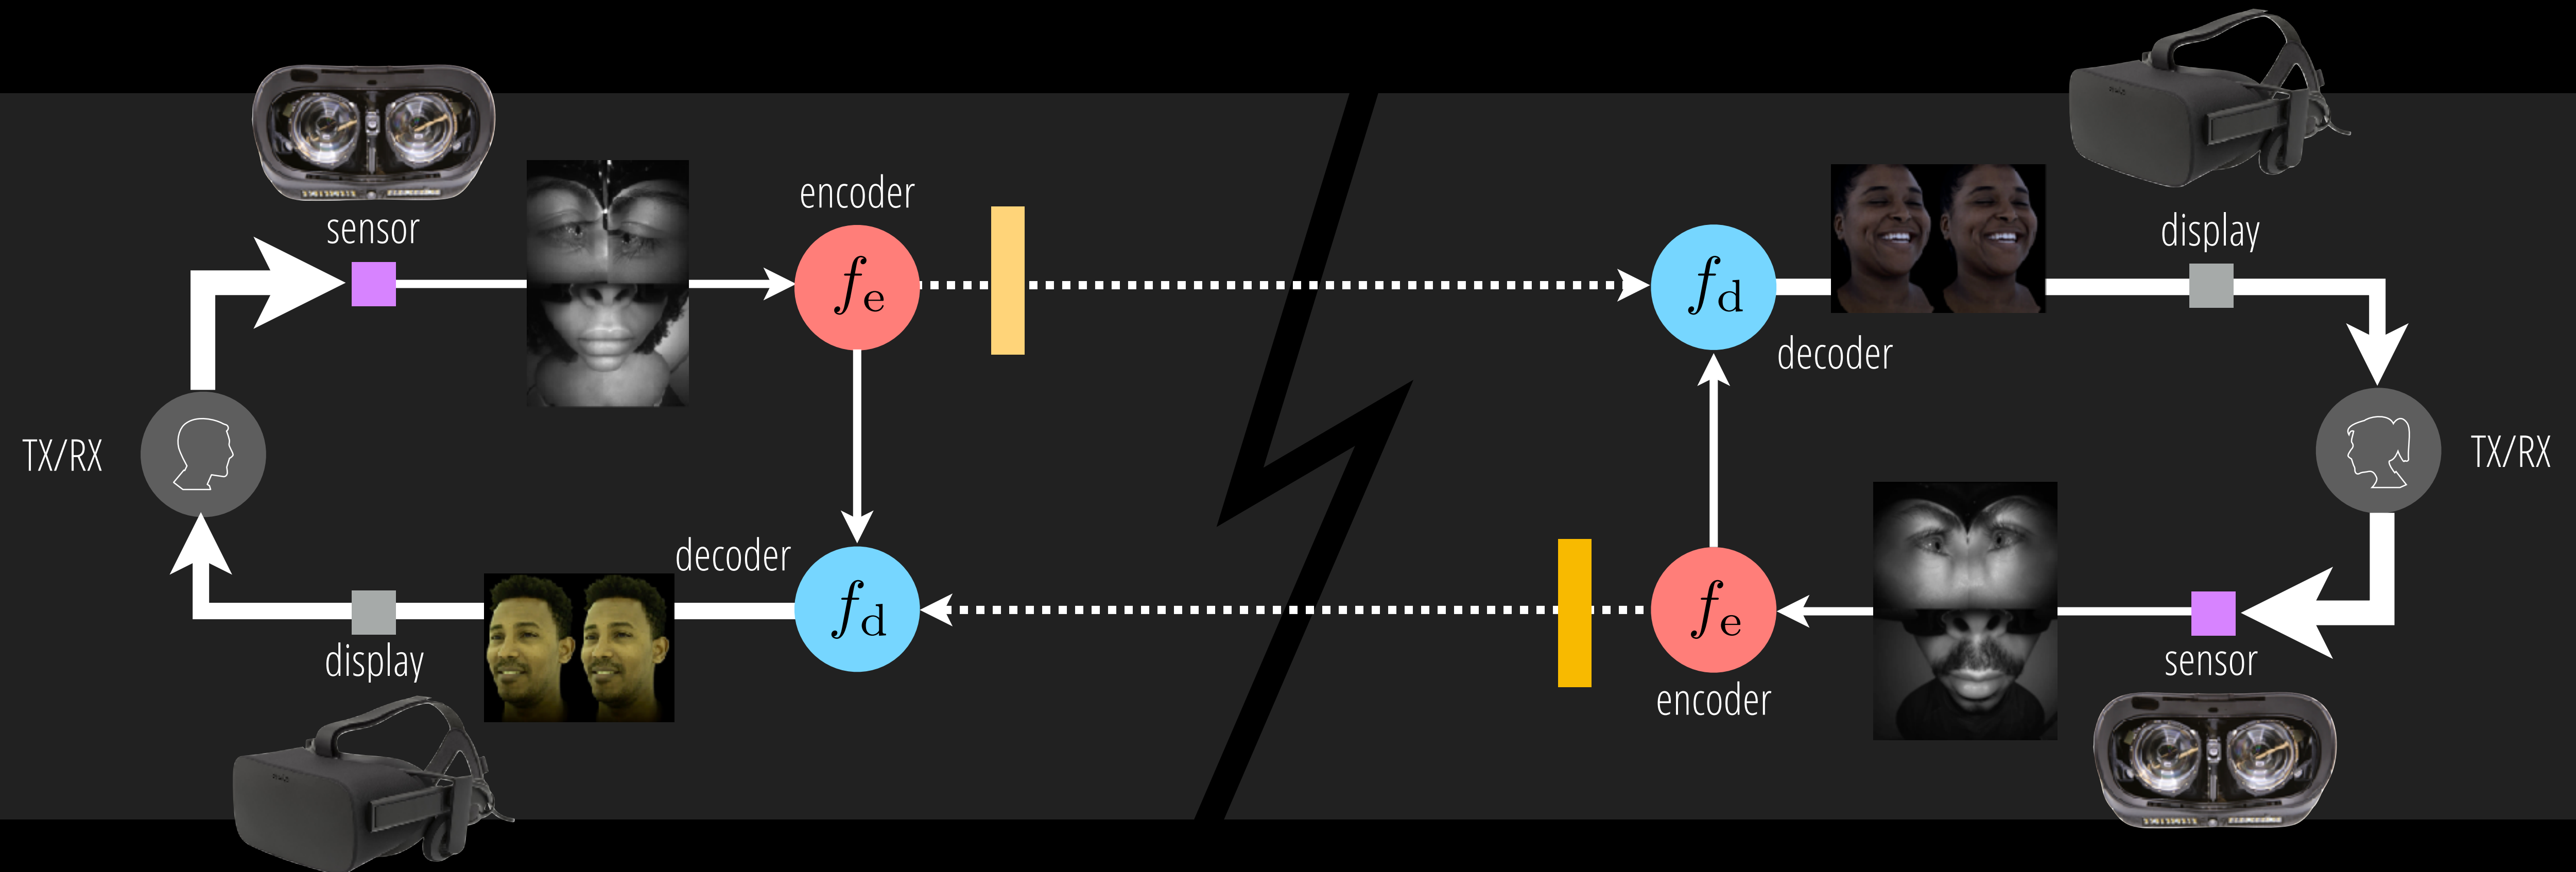 sensor
encoder
fe
TX/RX
decoder
fd
display
fd
decoder
display
TX/RX
fe
encoder
sensor